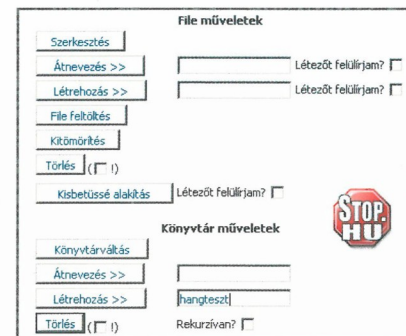 File műveletek
Szerkesztés
Átnevezés >> Létezőt felülírjam?
Létrehozás >> Létezőt felülírjam?
File feltöltés
Kitömörítés
Törlés ( !)
Kisbetüssé alakítás Létezőt felülírjam?
STOP.
HU
Könyvtár műveletek
Könyvtárváltás
Átnevezés >>
Létrehozás >> hangteszt
Törlés ( !) Rekurzívan?